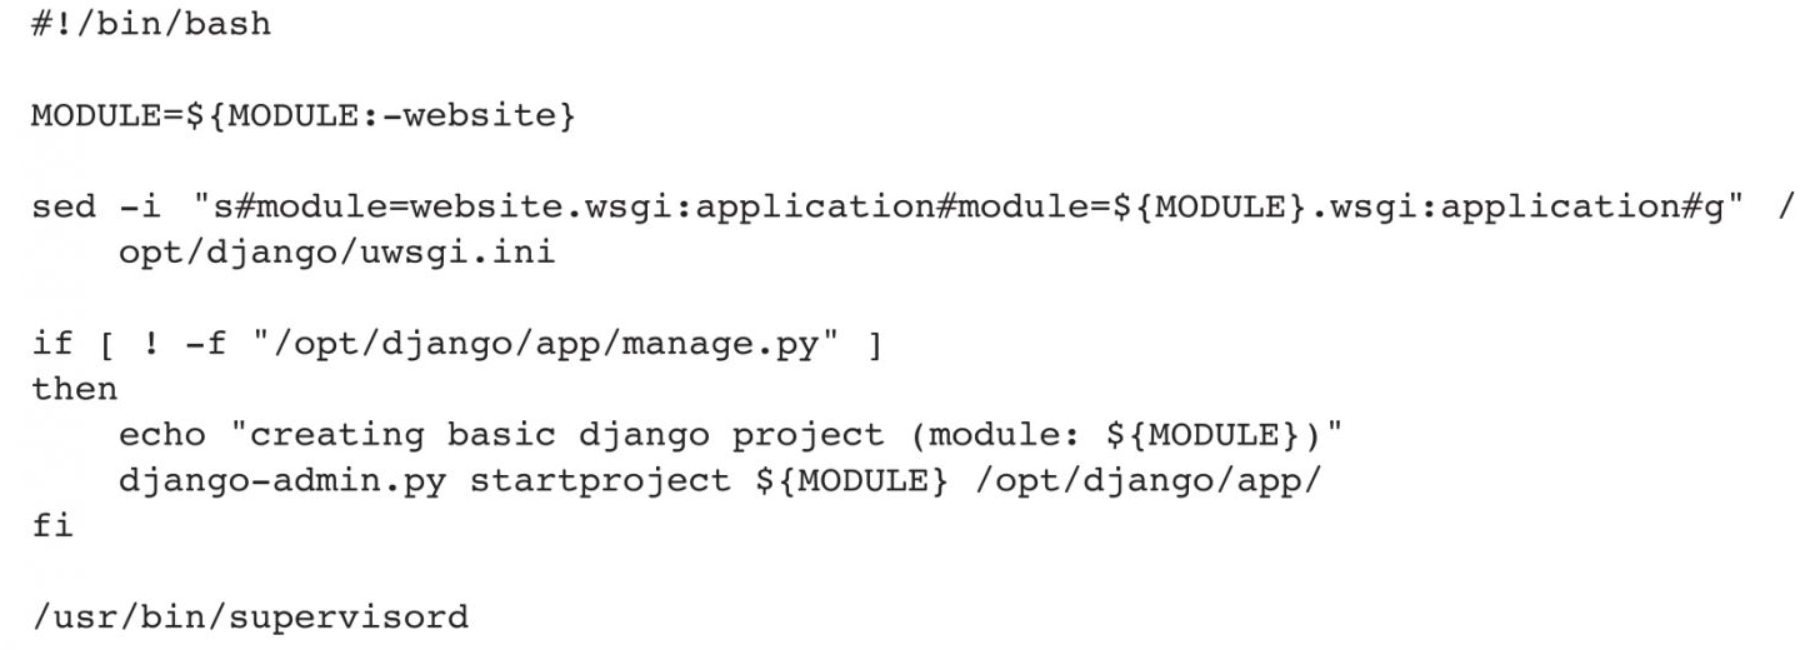 #!/bin/bash
MODULE=${MODULE:-website}
sed -i "s#module=website.wsgi:application#module=${MODULE}.wsgi:application#g" /
opt/django/uwsgi.ini
if [ ! -f "/opt/django/app/manage.py" ]
then
echo "creating basic django project (module: ${MODULE})"
django-admin.py startproject ${MODULE} /opt/django/app/
fi
/usr/bin/supervisord